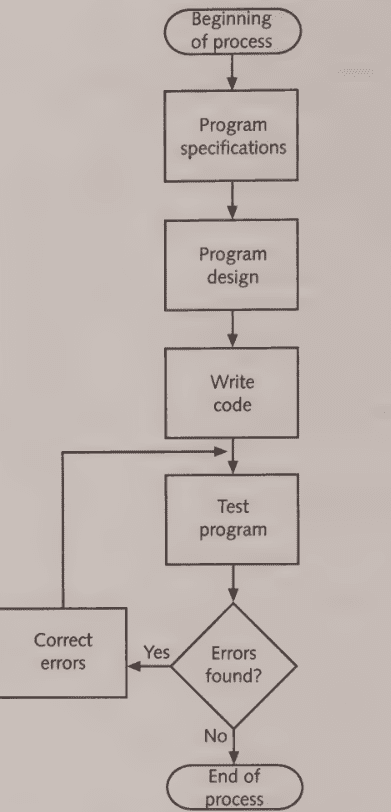 Beginning
of process
Program
specifications
Program
design
Write
code
Test
program
Correct
errors
Yes
Errors
found?
No
End of
process